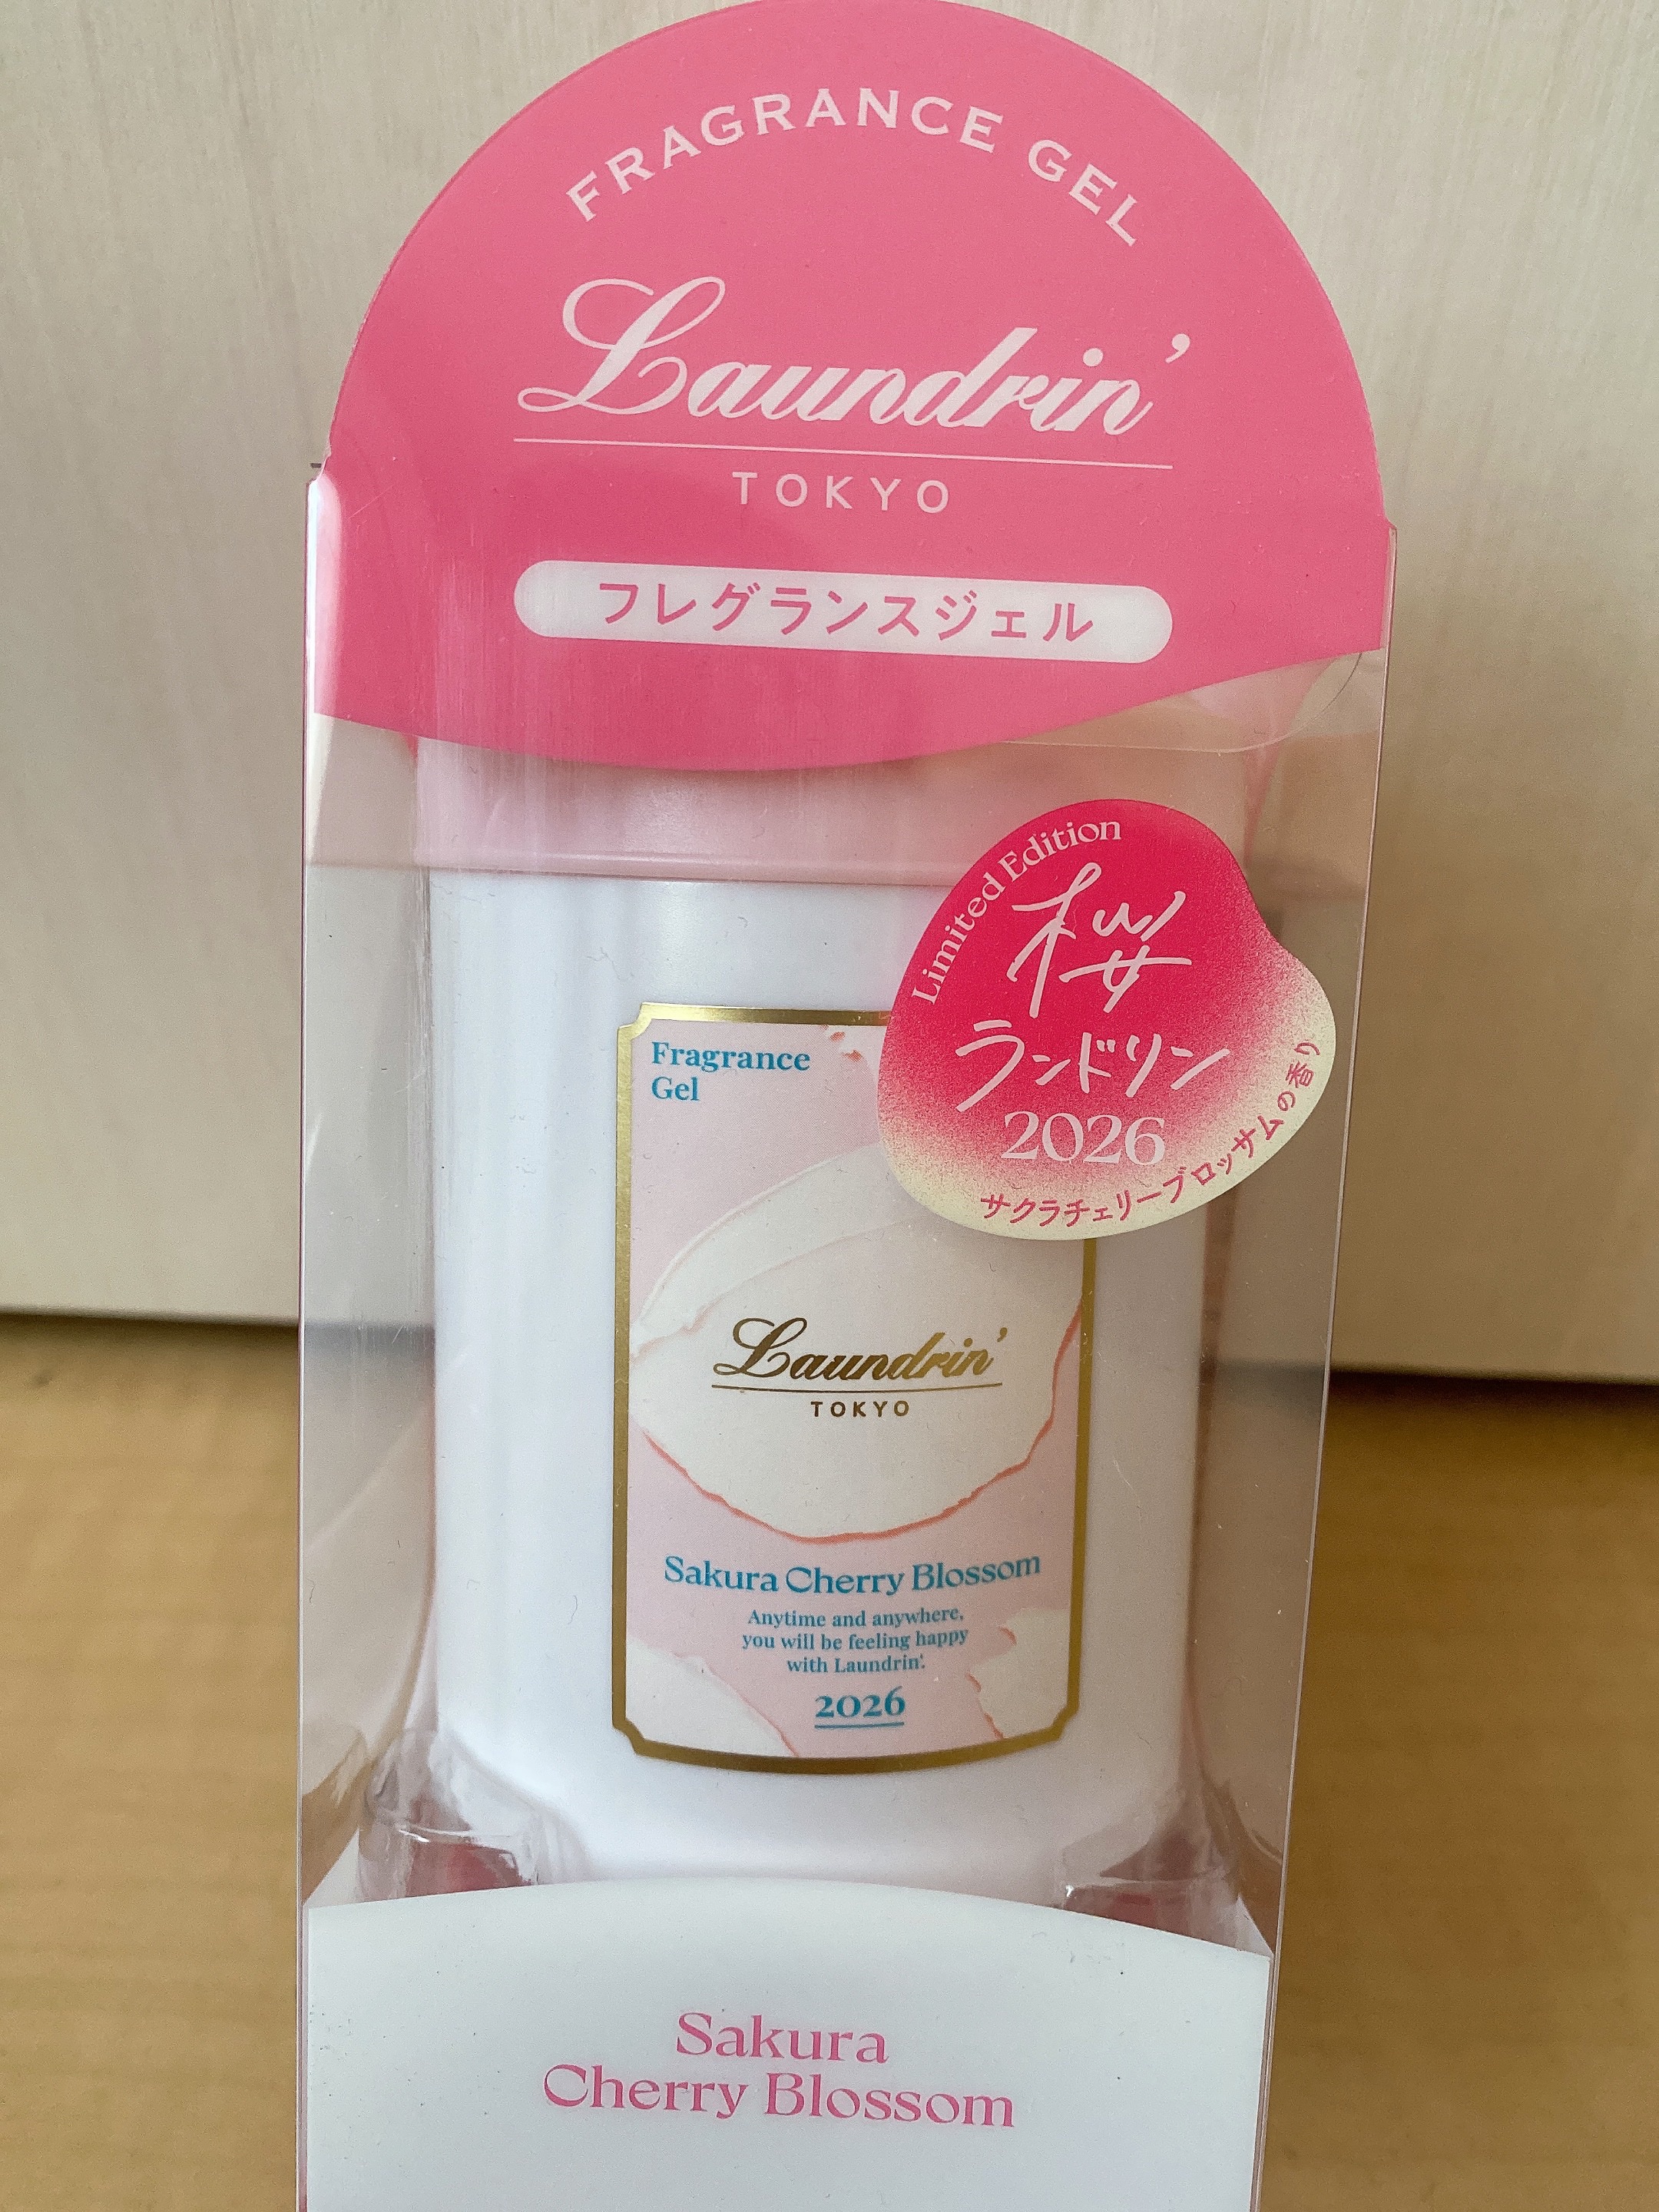 FRAGRANCE GEL
Laundrin'
TOKYO
フレグランスジェル
Limited Edition
桜
ランドリン
2026
サクラチェリーブロッサムの香り
Fragrance
Gel
Laundrin'
TOKYO
Sakura Cherry Blossom
Anytime and anywhere,
you will be feeling happy
with Laundrin'.
2026
Sakura
Cherry Blossom